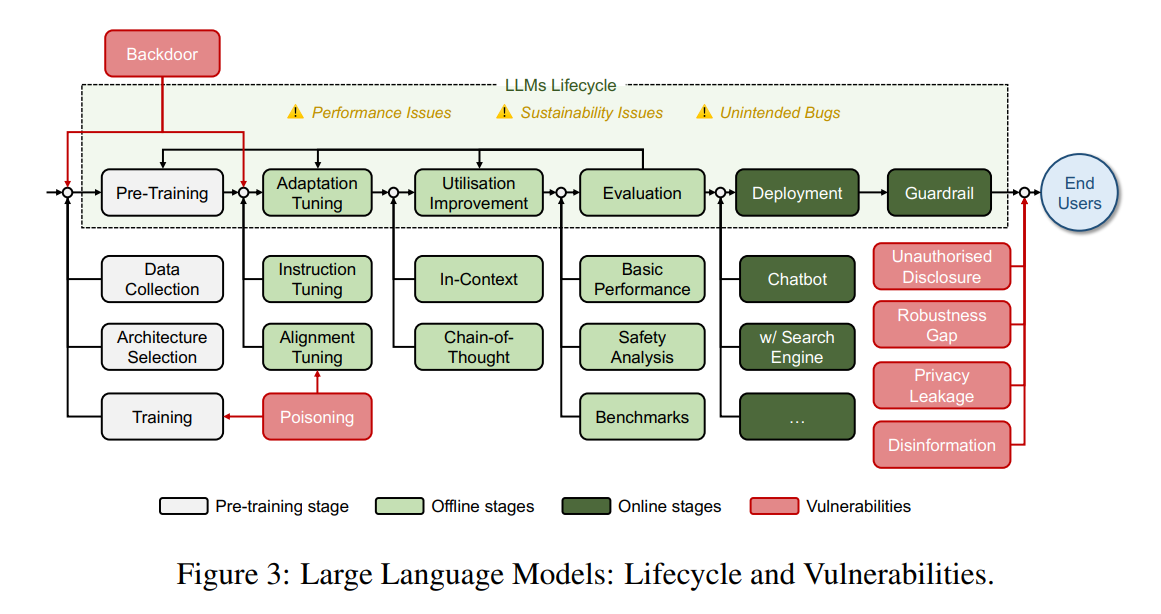 Backdoor
LLMs Lifecycle
Performance Issues
Sustainability Issues
Unintended Bugs
Pre-Training
Adaptation
Tuning
Utilisation
Improvement
Evaluation
Deployment
Guardrail
End
Users
Data
Collection
Instruction
Tuning
In-Context
Basic
Performance
Chatbot
Unauthorised
Disclosure
Architecture
Selection
Alignment
Tuning
Chain-of-
Thought
Safety
Analysis
w/ Search
Engine
Robustness
Gap
Privacy
Leakage
Training
Poisoning
Benchmarks
...
Disinformation
Pre-training stage
Offline stages
Online stages
Vulnerabilities
Figure 3: Large Language Models: Lifecycle and Vulnerabilities.